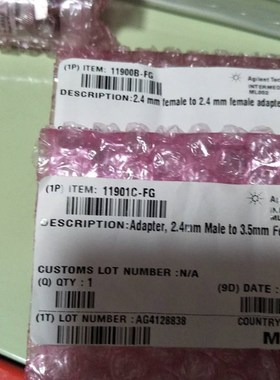 (1P) ITEM: 11900B-FG
Agilent
DESCRIPTION:2.4 mm female to 2.4 mm female adapte
(1P) ITEM: 11901C-FG
DESCRIPTION:Adapter, 2.4mm Male to 3.5mm F
CUSTOMS LOT NUMBER :N/A
(Q) QTY : 1
(9D) DATE :
(1T) LOT NUMBER :AG4128838
COUNTRY
M